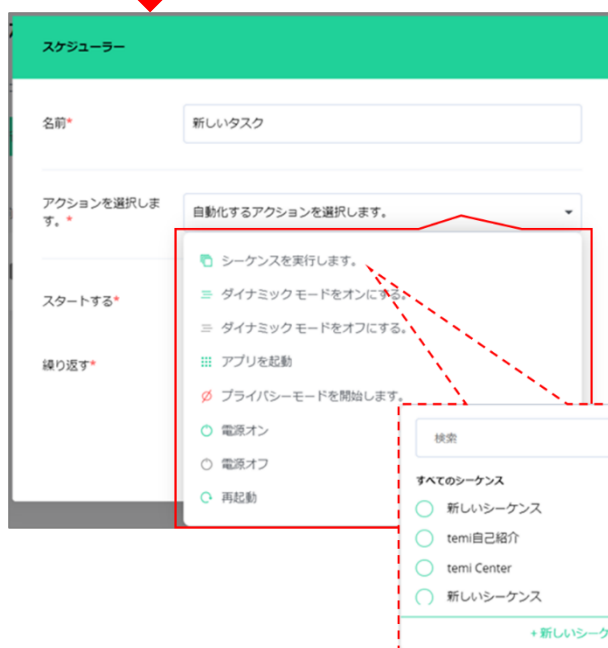 スケジューラー
名前*
新しいタスク
アクションを選択しま
す。*
自動化するアクションを選択します。
シーケンスを実行します。
ダイナミック モードをオンにする。
スタートする*
ダイナミック モードをオフにする。
アプリを起動
繰り返す*
プライバシーモードを開始します。
電源オン
電源オフ
再起動
検索
すべてのシーケンス
新しいシーケンス
temi自己紹介
temi Center
新しいシーケンス
+ 新しいシーケ